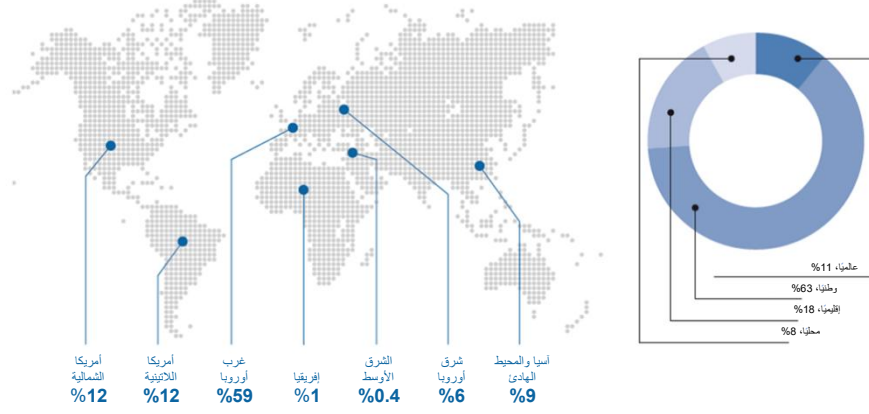 عالميًا، 11%
وطنيًا، 63%
إقليميًا، 18%
محليًا، 8%
آسيا والمحيط
الهادئ
%9
شرق
أوروبا
%6
الشرق
الأوسط
%0.4
إفريقيا
%1
غرب
أوروبا
%59
أمريكا
اللاتينية
%12
أمريكا
الشمالية
%12